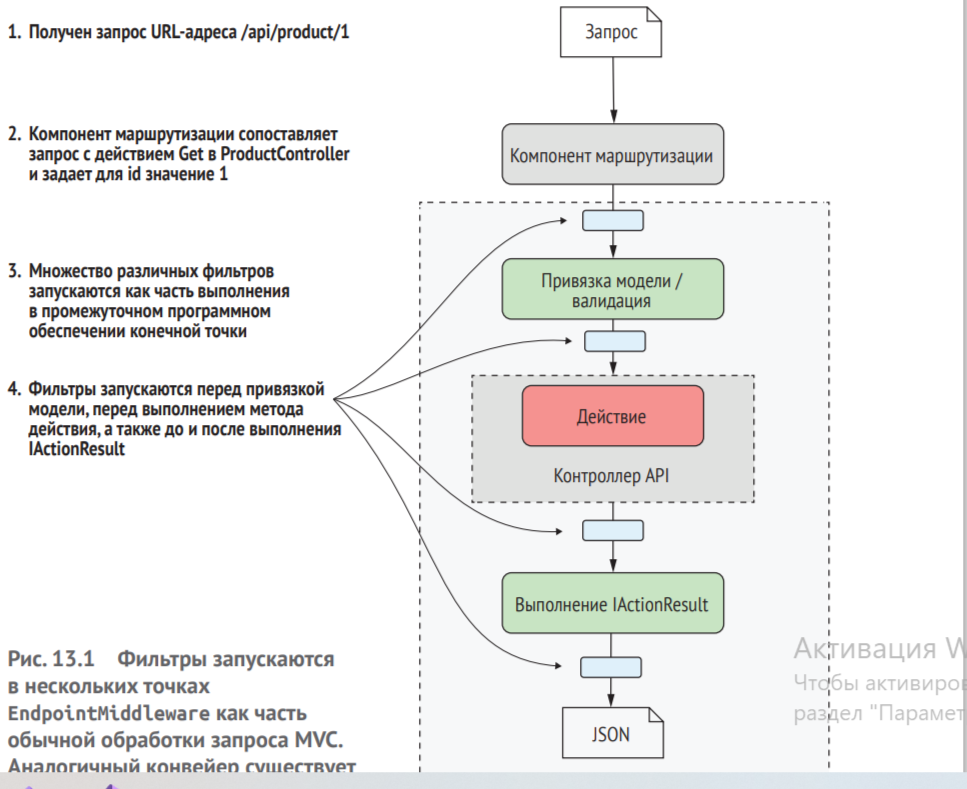 1. Получен запрос URL-адреса /api/product/1
Запрос
2. Компонент маршрутизации сопоставляет
запрос с действием Get в ProductController
и задает для id значение 1
Компонент маршрутизации
3. Множество различных фильтров
запускаются как часть выполнения
в промежуточном программном
обеспечении конечной точки
Привязка модели /
валидация
4. Фильтры запускаются перед привязкой
модели, перед выполнением метода
действия, а также до и после выполнения
IActionResult
Действие
Контроллер API
Выполнение IActionResult
JSON
Рис. 13.1 Фильтры запускаются
в нескольких точках
EndpointMiddleware как часть
обычной обработки запроса MVC.
Аналогичный конвейер существует
Активация W
Чтобы активиров
раздел "Парамет